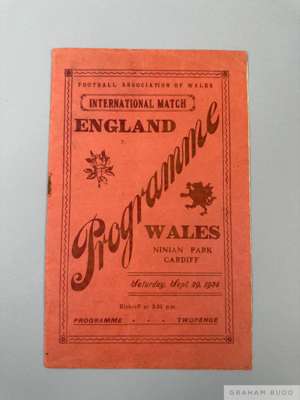 FOOTBALL ASSOCIATION OF WALES
INTERNATIONAL MATCH
ENGLAND
Programme
WALES
NINIAN PARK
CARDIFF
Saturday, Sept. 29, 1934
Kick-off at 3.30 p.m.
PROGRAMME - - - TWOPENCE
GRAHAM BUDD